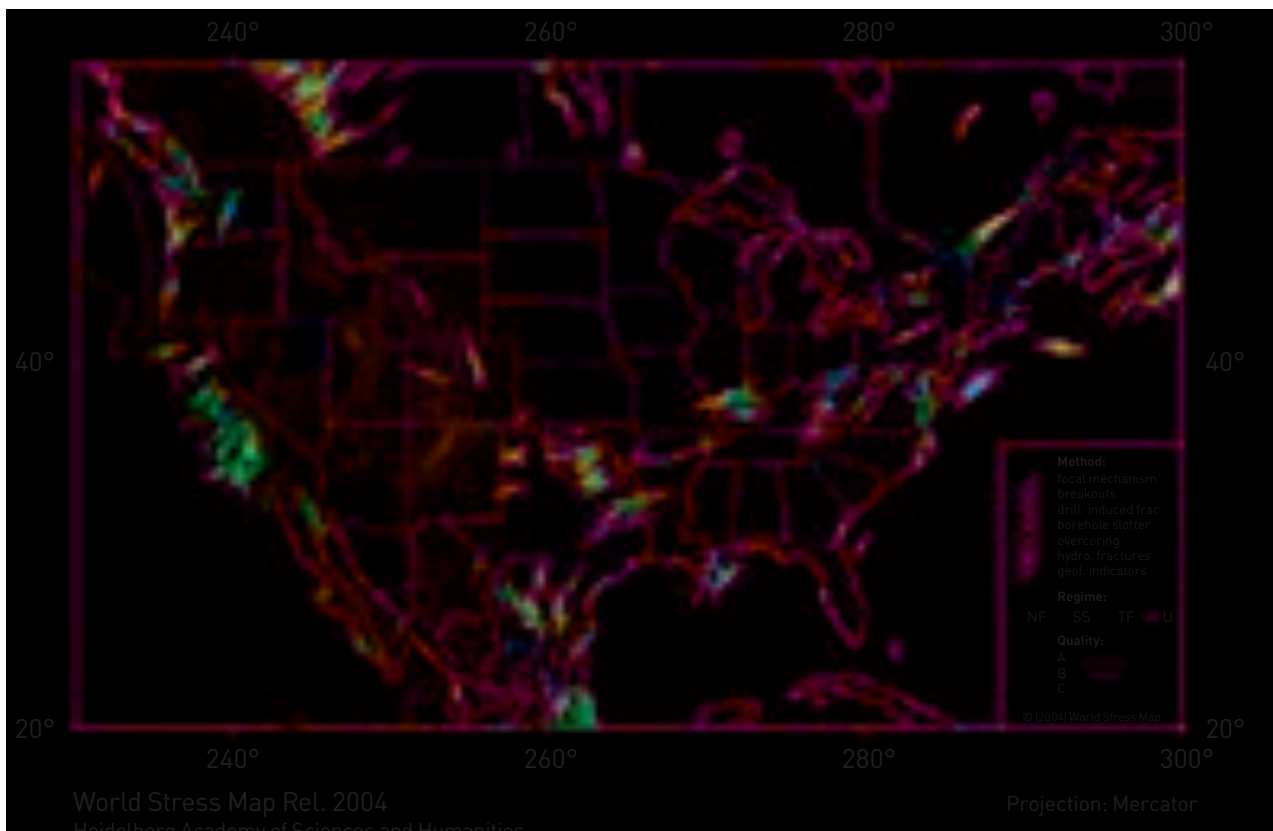 240° 260° 280° 300°
40° 40°
Method:
focal mechanism
breakouts
drill. induced frac.
borehole slotter
overcoring
hydro. fractures
geol. indicators
Regime:
NF SS TF U
Quality:
A
B
C
© (2004) World Stress Map
20° 20°
240° 260° 280° 300°
World Stress Map Rel. 2004
Projection: Mercator
Heidelberg Academy of Sciences and Humanities